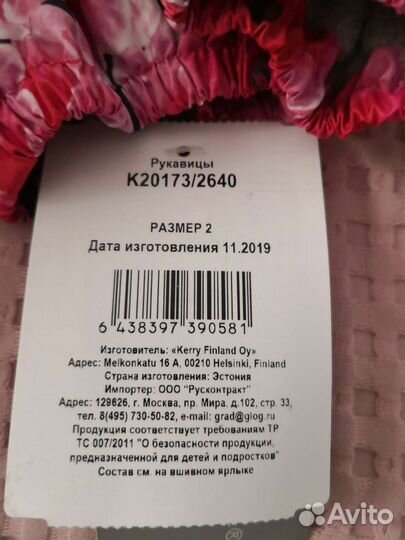 Рукавицы
K20173/2640
РАЗМЕР 2
Дата изготовления 11.2019
6 438397 390581
Изготовитель: «Kerry Finland Oy»
Адрес: Melkonkatu 16 A, 00210 Helsinki, Finland
Страна изготовления: Эстония
Импортер: ООО "Русконтракт"
Адрес: 129626, г. Москва, пр. Мира, д.102, стр. 33,
тел. 8(495) 730-50-82, e-mail: grad@glog.ru
Продукция соответствует требованиям ТР
ТС 007/2011 "О безопасности продукции,
предназначенной для детей и подростков"
Состав см. на вшивном ярлыке
®
Avito